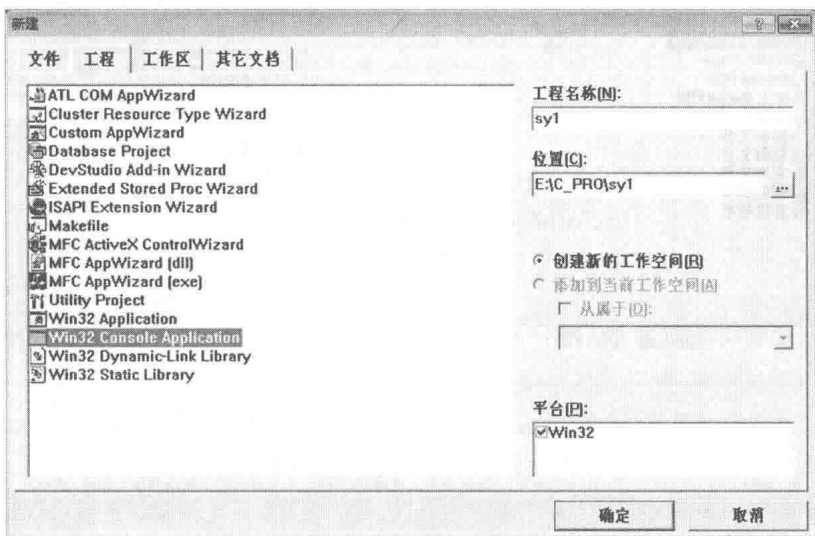 新建
文件 工程 工作区 其它文档
ATL COM AppWizard
Cluster Resource Type Wizard
Custom AppWizard
Database Project
DevStudio Add-in Wizard
Extended Stored Proc Wizard
ISAPI Extension Wizard
Makefile
MFC ActiveX ControlWizard
MFC AppWizard (dll)
MFC AppWizard (exe)
Utility Project
Win32 Application
Win32 Console Application
Win32 Dynamic-Link Library
Win32 Static Library
工程名称(N):
sy1
位置(C):
E:\C_PRO\sy1
...
创建新的工作空间(R)
添加到当前工作空间(A)
从属于(D):
平台(P):
Win32
确定 取消